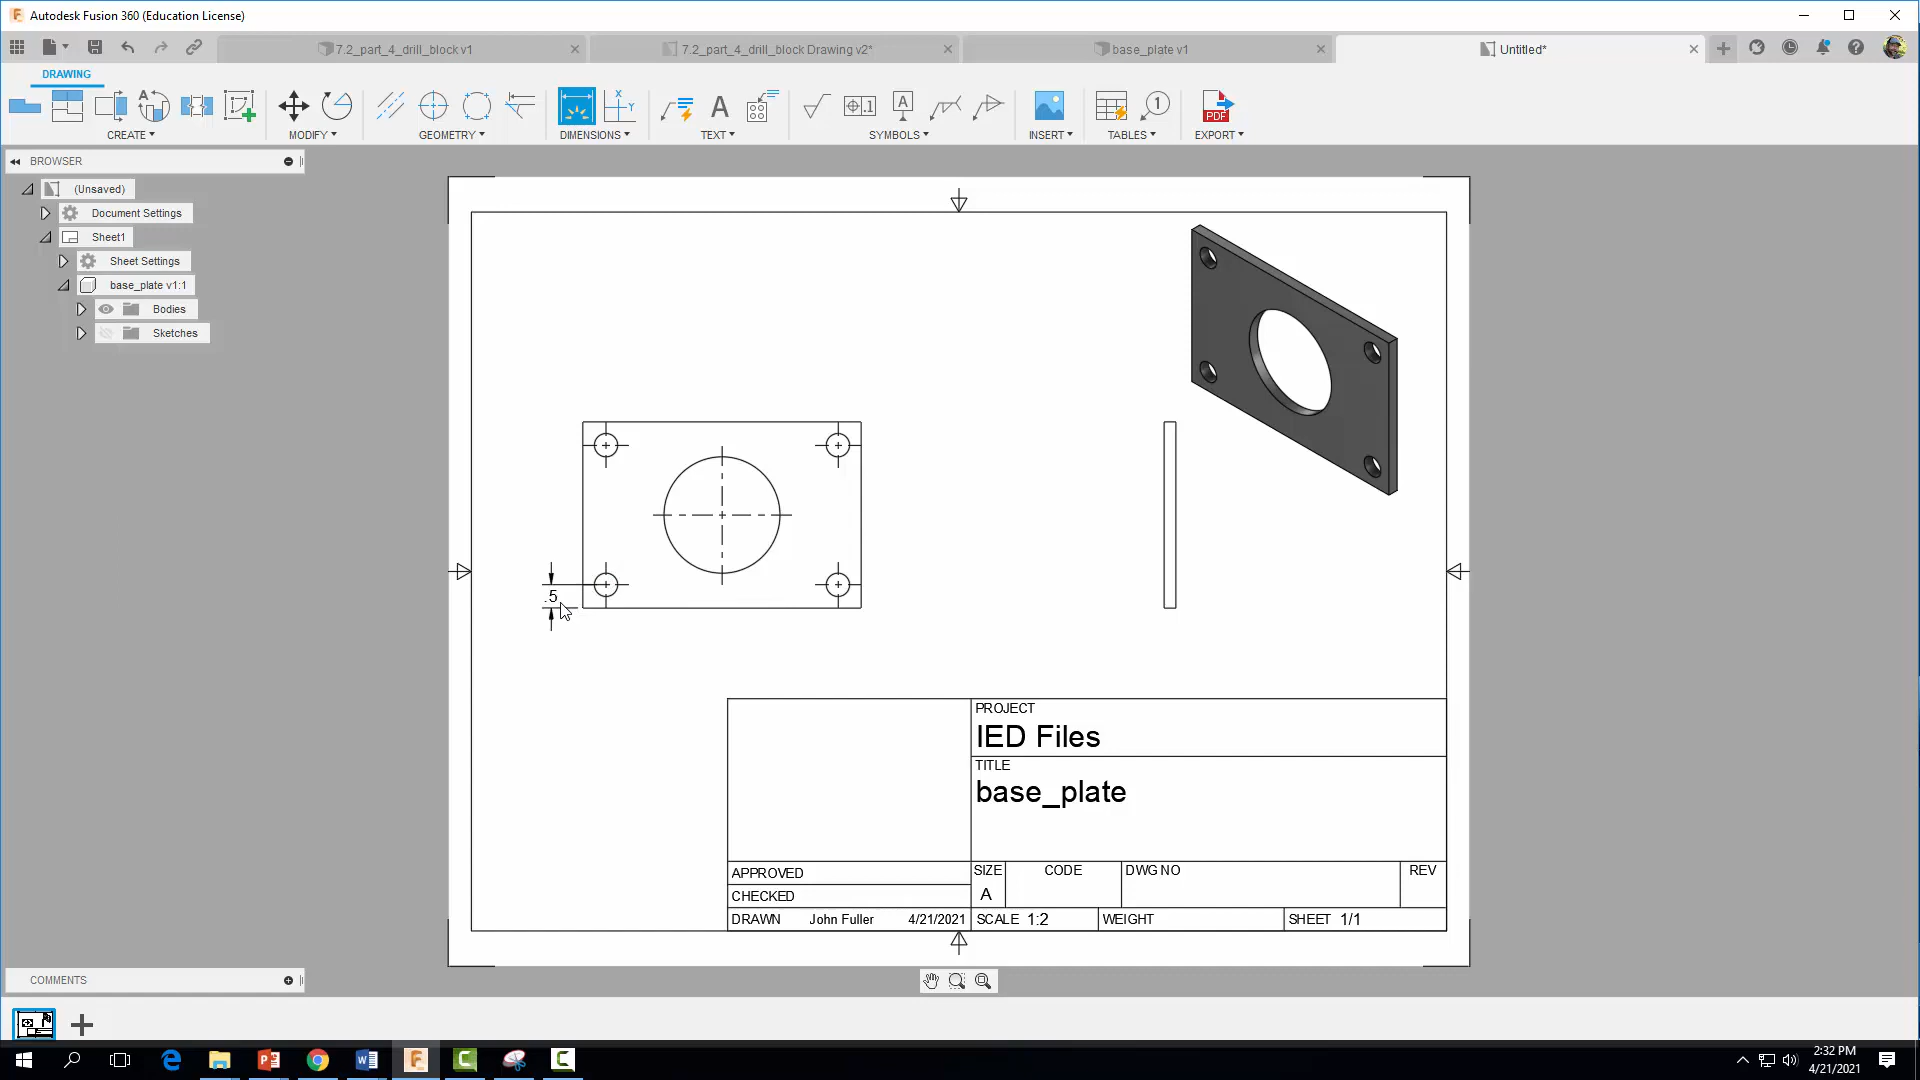 Autodesk Fusion 360 (Education License)
7.2_part_4_drill_block v1
7.2_part_4_drill_block Drawing v2*
base_plate v1
Untitled*
DRAWING
CREATE
MODIFY
GEOMETRY
DIMENSIONS
TEXT
SYMBOLS
INSERT
TABLES
EXPORT
BROWSER
(Unsaved)
Document Settings
Sheet1
Sheet Settings
base_plate v1:1
Bodies
Sketches
.5
PROJECT
IED Files
TITLE
base_plate
APPROVED
CHECKED
DRAWN John Fuller 4/21/2021
SIZE
A
CODE
DWG NO
REV
SCALE 1:2
WEIGHT
SHEET 1/1
COMMENTS
2:32 PM
4/21/2021